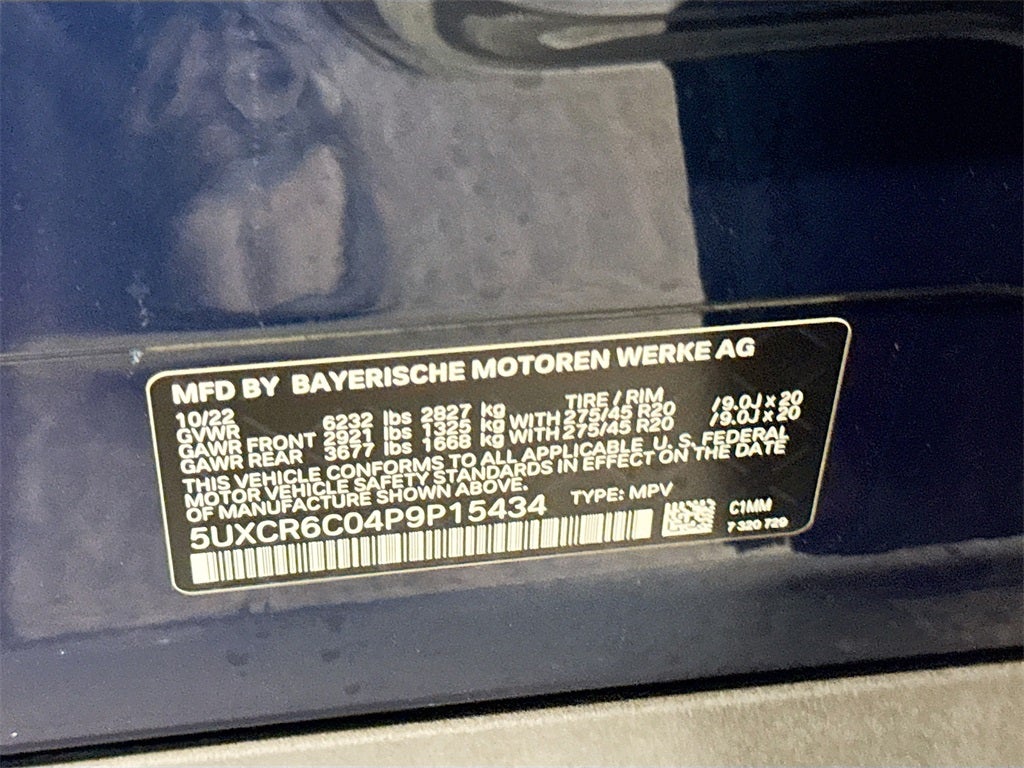 MFD BY BAYERISCHE MOTOREN WERKE AG
10/22 TIRE / RIM
GVWR 6232 lbs 2827 kg
GAWR FRONT 2921 lbs 1325 kg WITH 275/45 R20 /9.0J x 20
GAWR REAR 3677 lbs 1668 kg WITH 275/45 R20 /9.0J x 20
THIS VEHICLE CONFORMS TO ALL APPLICABLE U.S. FEDERAL
MOTOR VEHICLE SAFETY STANDARDS IN EFFECT ON THE DATE
OF MANUFACTURE SHOWN ABOVE.
5UXCR6C04P9P15434 TYPE: MPV
C1MM
7 320 729